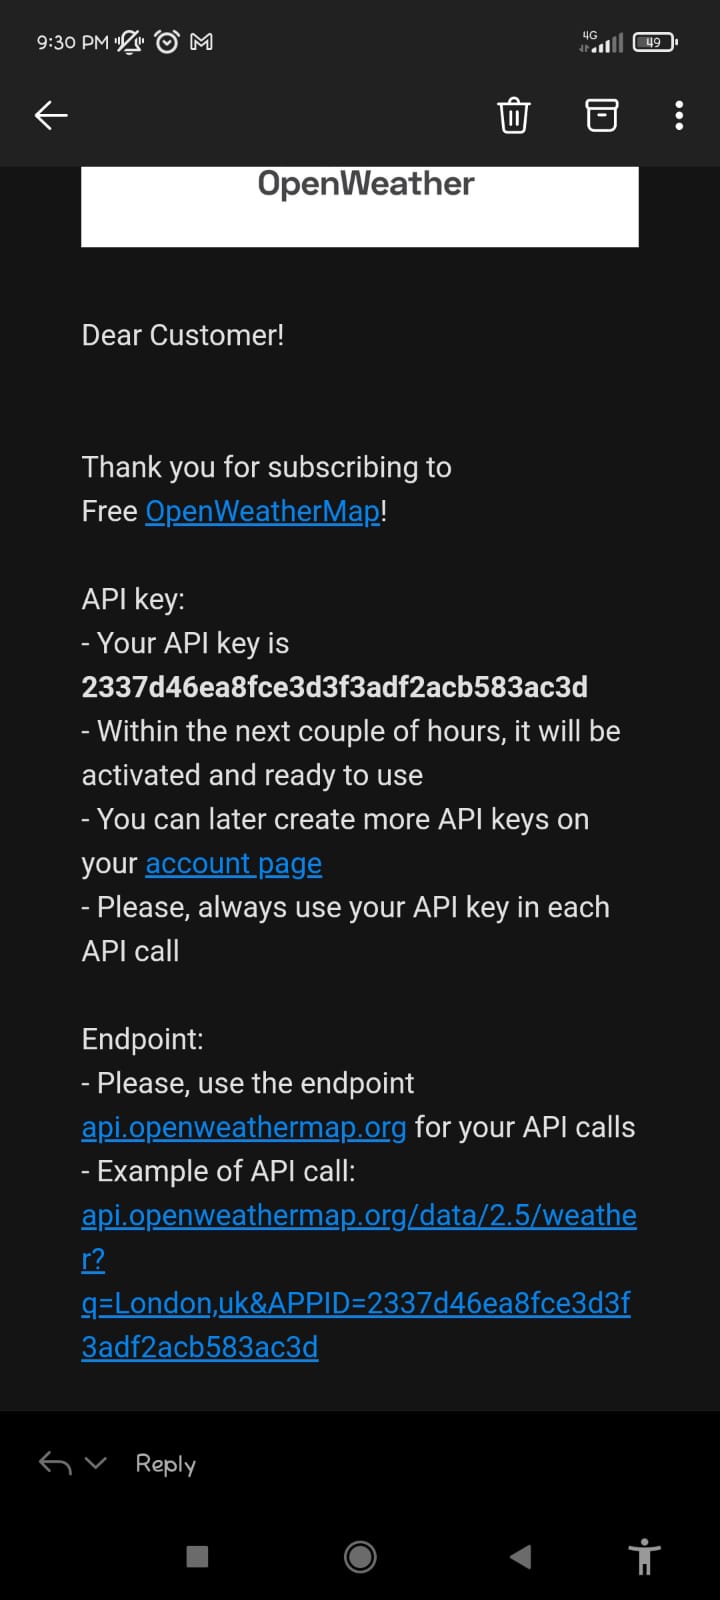 9:30 PM
4G
49
OpenWeather
Dear Customer!
Thank you for subscribing to
Free OpenWeatherMap!
API key:
- Your API key is
2337d46ea8fce3d3f3adf2acb583ac3d
- Within the next couple of hours, it will be
activated and ready to use
- You can later create more API keys on
your account page
- Please, always use your API key in each
API call
Endpoint:
- Please, use the endpoint
api.openweathermap.org for your API calls
- Example of API call:
api.openweathermap.org/data/2.5/weathe
r?
q=London,uk&APPID=2337d46ea8fce3d3f
3adf2acb583ac3d
Reply